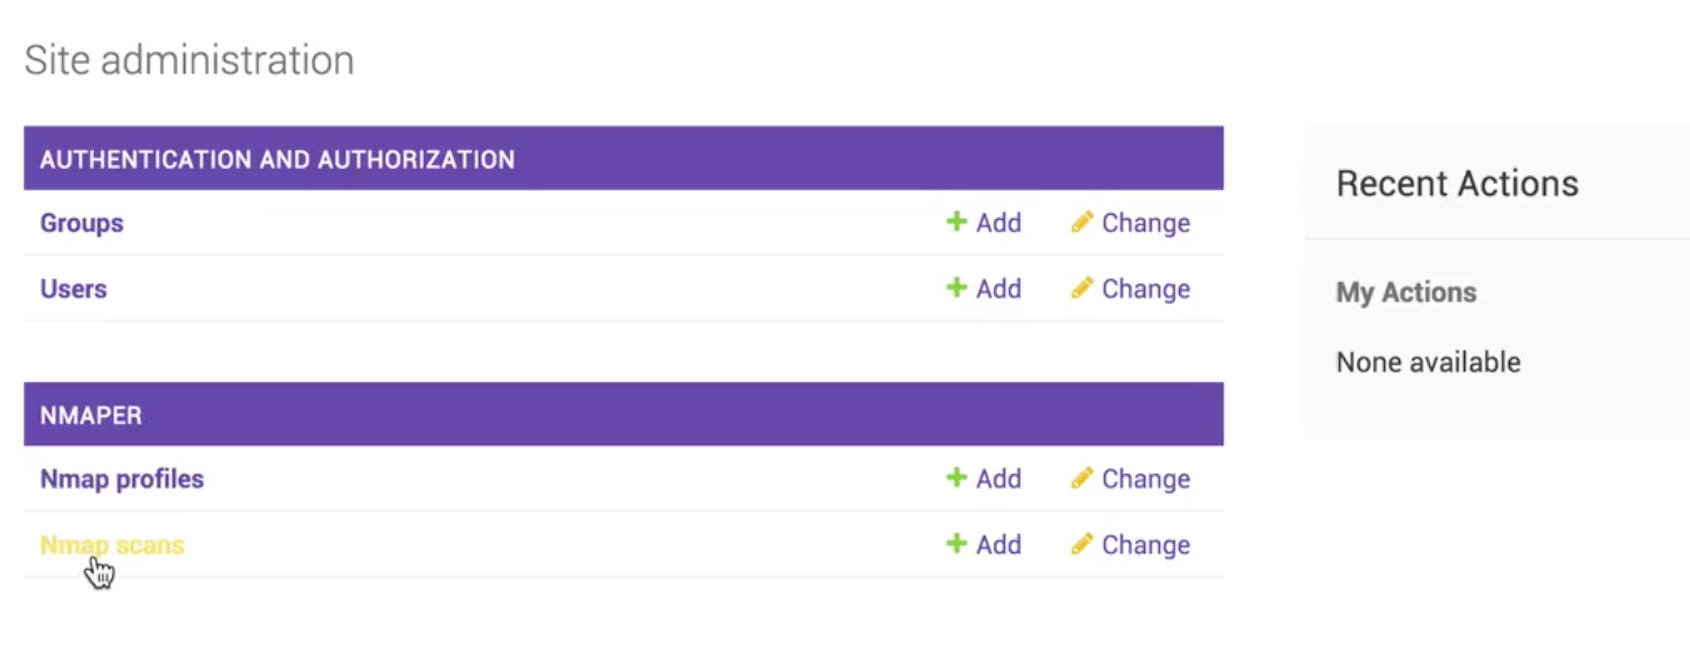 Site administration
AUTHENTICATION AND AUTHORIZATION
Groups Add Change
Users Add Change
NMAPER
Nmap profiles Add Change
Nmap scans Add Change
Recent Actions
My Actions
None available